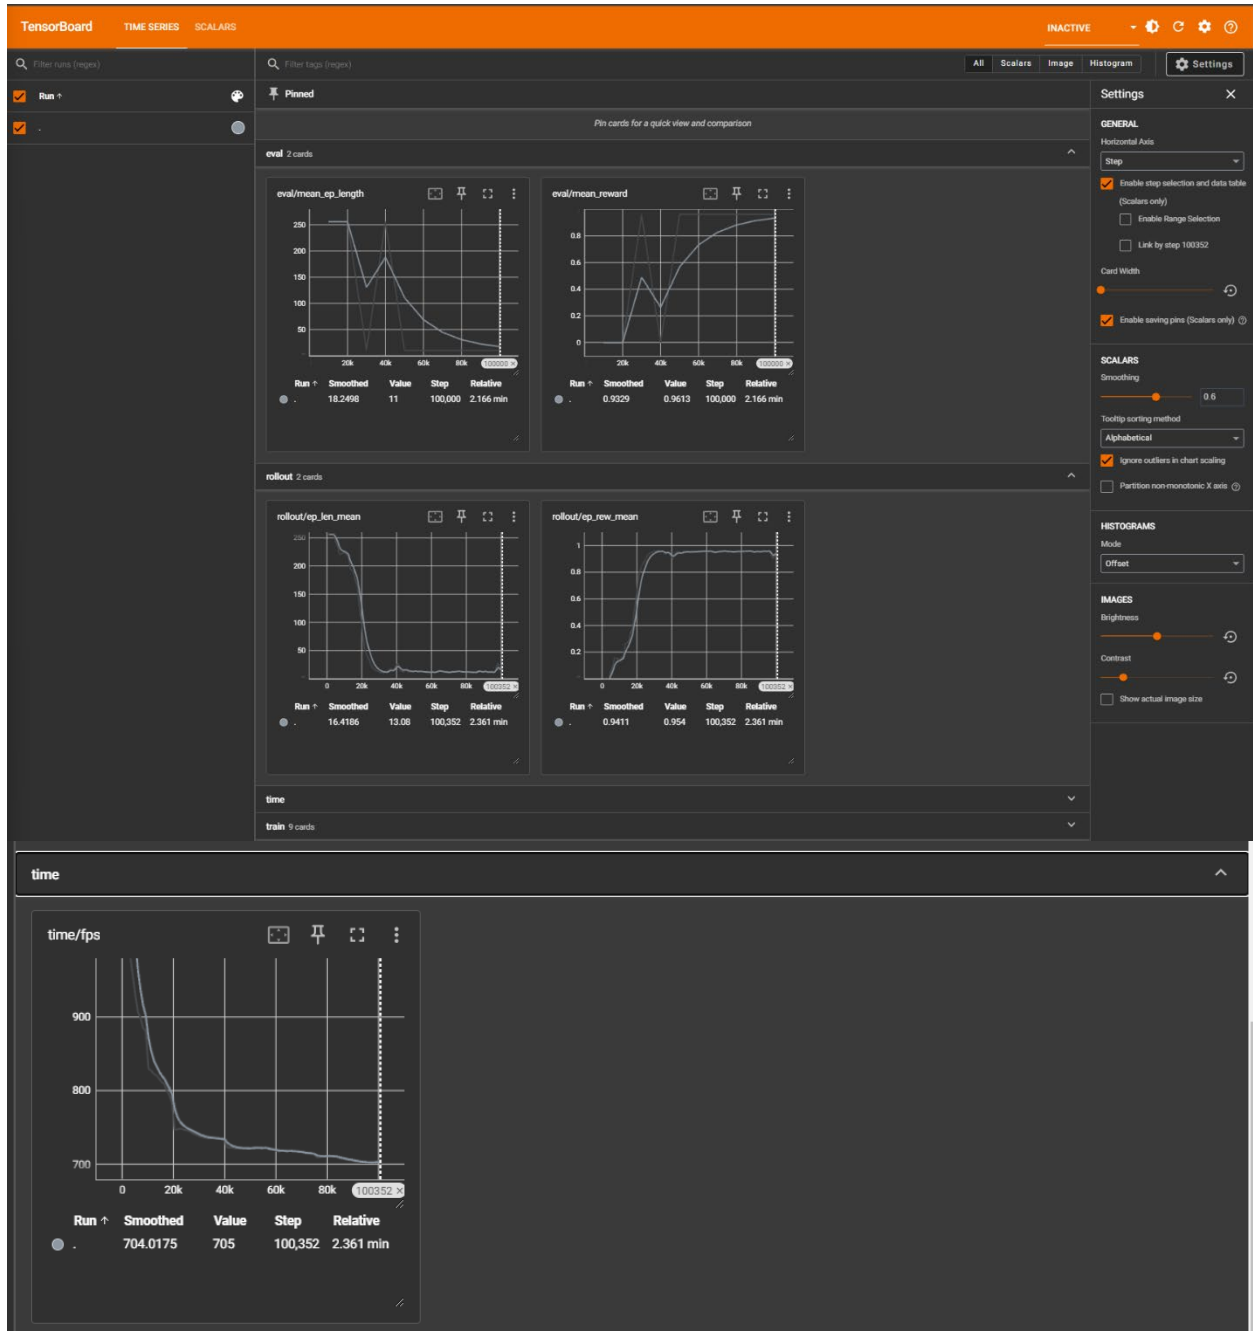 TensorBoard TIME SERIES SCALARS INACTIVE
Filter runs (regex)
Filter tags (regex)
All Scalars Image Histogram
Settings
Run ↑
.
Pinned
Pin cards for a quick view and comparison
eval 2 cards
eval/mean_ep_length
250
200
150
100
50
20k 40k 60k 80k 100000 ×
Run ↑ Smoothed Value Step Relative
. 18.2498 11 100,000 2.166 min
eval/mean_reward
0.8
0.6
0.4
0.2
0
20k 40k 60k 80k 100000 ×
Run ↑ Smoothed Value Step Relative
. 0.9329 0.9613 100,000 2.166 min
rollout 2 cards
rollout/ep_len_mean
250
200
150
100
50
0 20k 40k 60k 80k 100352 ×
Run ↑ Smoothed Value Step Relative
. 16.4186 13.08 100,352 2.361 min
rollout/ep_rew_mean
1
0.8
0.6
0.4
0.2
0 20k 40k 60k 80k 100352 ×
Run ↑ Smoothed Value Step Relative
. 0.9411 0.954 100,352 2.361 min
time
train 9 cards
Settings ×
GENERAL
Horizontal Axis
Step
Enable step selection and data table
(Scalars only)
Enable Range Selection
Link by step 100352
Card Width
Enable saving pins (Scalars only)
SCALARS
Smoothing
0.6
Tooltip sorting method
Alphabetical
Ignore outliers in chart scaling
Partition non-monotonic X axis
HISTOGRAMS
Mode
Offset
IMAGES
Brightness
Contrast
Show actual image size
time
time/fps
900
800
700
0 20k 40k 60k 80k 100352 ×
Run ↑ Smoothed Value Step Relative
. 704.0175 705 100,352 2.361 min